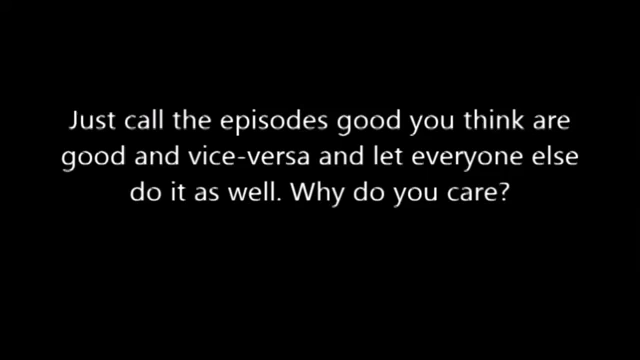 Just call the episodes good you think are
good and vice-versa and let everyone else
do it as well. Why do you care?